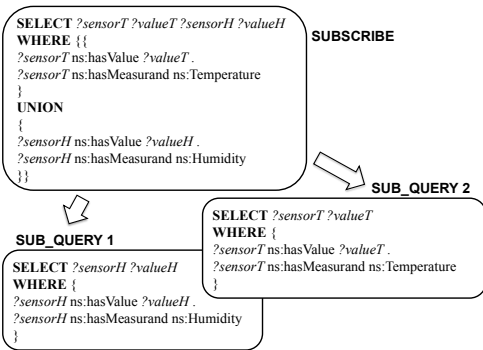 SELECT ?sensorT ?valueT ?sensorH ?valueH
WHERE {{
?sensorT ns:hasValue ?valueT .
?sensorT ns:hasMeasurand ns:Temperature
}
UNION
{
?sensorH ns:hasValue ?valueH .
?sensorH ns:hasMeasurand ns:Humidity
}}
SUBSCRIBE
SUB_QUERY 2
SELECT ?sensorT ?valueT
WHERE {
?sensorT ns:hasValue ?valueT .
?sensorT ns:hasMeasurand ns:Temperature
}
SUB_QUERY 1
SELECT ?sensorH ?valueH
WHERE {
?sensorH ns:hasValue ?valueH .
?sensorH ns:hasMeasurand ns:Humidity
}